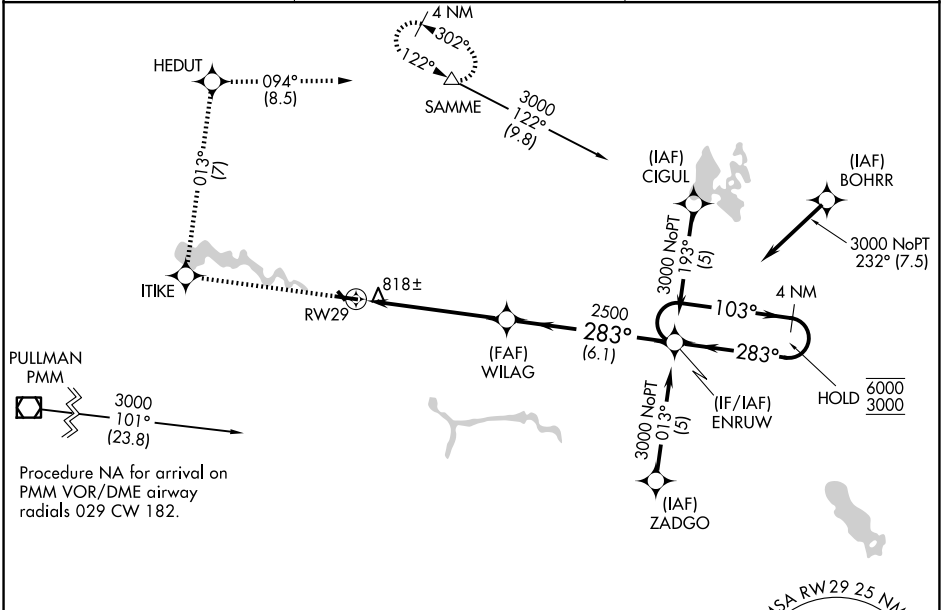 4 NM
302°
122°
SAMME
3000
122°
(9.8)
HEDUT
094°
(8.5)
013°
(7)
ITIKE
(IAF)
CIGUL
3000 NoPT
193°
(5)
(IAF)
BOHRR
3000 NoPT
232° (7.5)
818±
RW29
(FAF)
WILAG
2500
283°
(6.1)
103°
4 NM
283°
HOLD 6000
3000
(IF/IAF)
ENRUW
3000 NoPT
013°
(5)
(IAF)
ZADGO
PULLMAN
PMM
3000
101°
(23.8)
Procedure NA for arrival on
PMM VOR/DME airway
radials 029 CW 182.
RW29 25